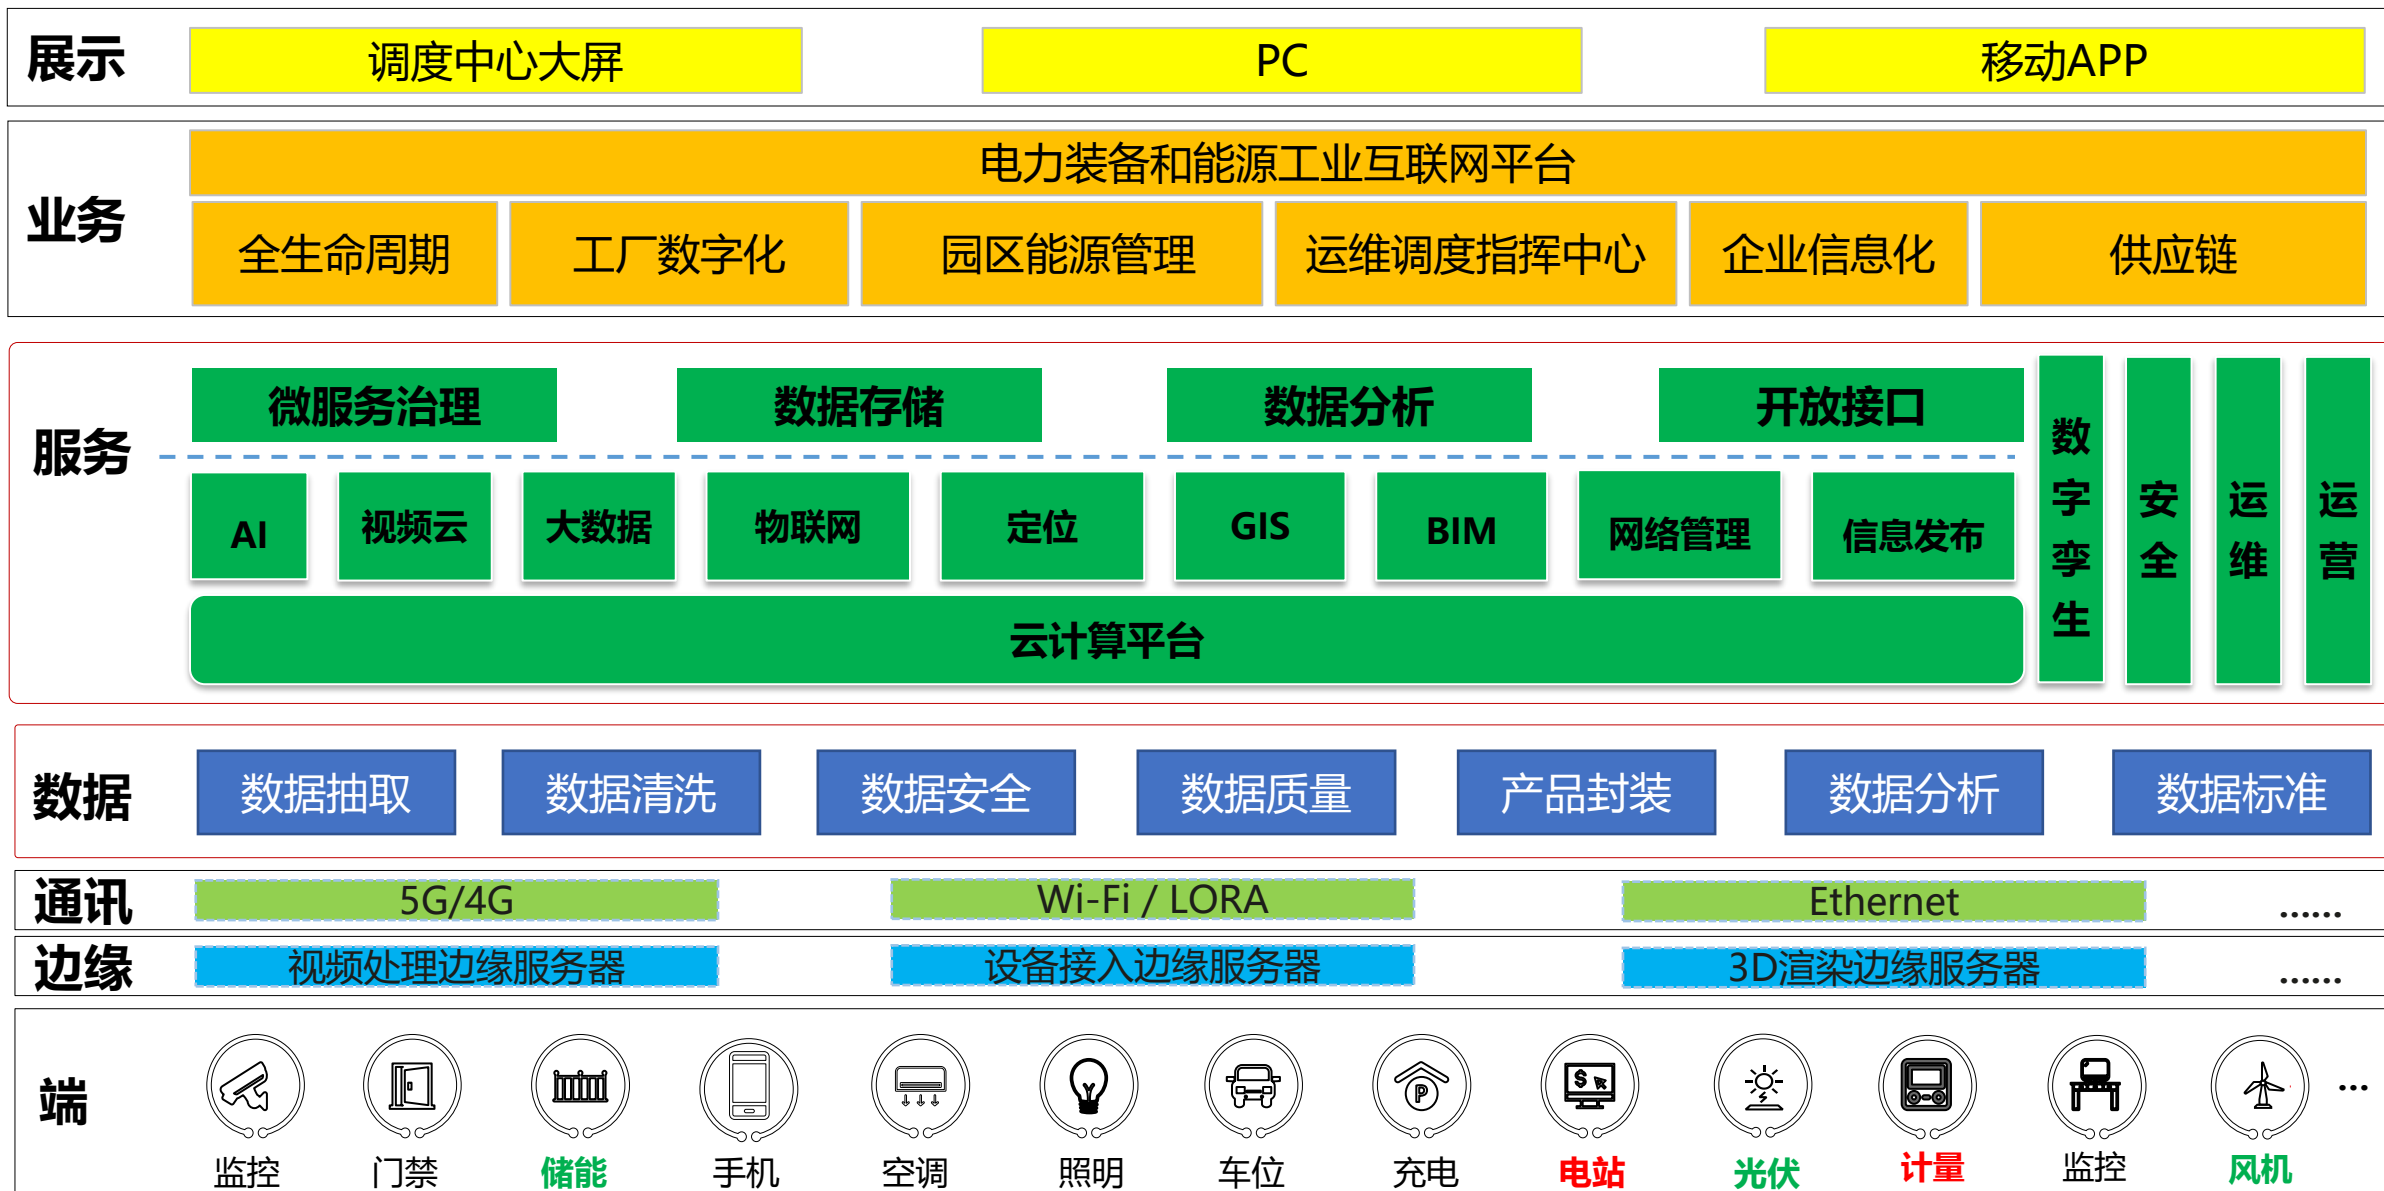 展示
调度中心大屏
PC
移动APP
业务
电力装备和能源工业互联网平台
全生命周期
工厂数字化
园区能源管理
运维调度指挥中心
企业信息化
供应链
服务
微服务治理
数据存储
数据分析
开放接口
AI
视频云
大数据
物联网
定位
GIS
BIM
网络管理
信息发布
云计算平台
数字孪生
安全
运维
运营
数据
数据抽取
数据清洗
数据安全
数据质量
产品封装
数据分析
数据标准
通讯
5G/4G
Wi-Fi / LORA
Ethernet
......
边缘
视频处理边缘服务器
设备接入边缘服务器
3D渲染边缘服务器
......
端
P
$
...
监控
门禁
储能
手机
空调
照明
车位
充电
电站
光伏
计量
监控
风机